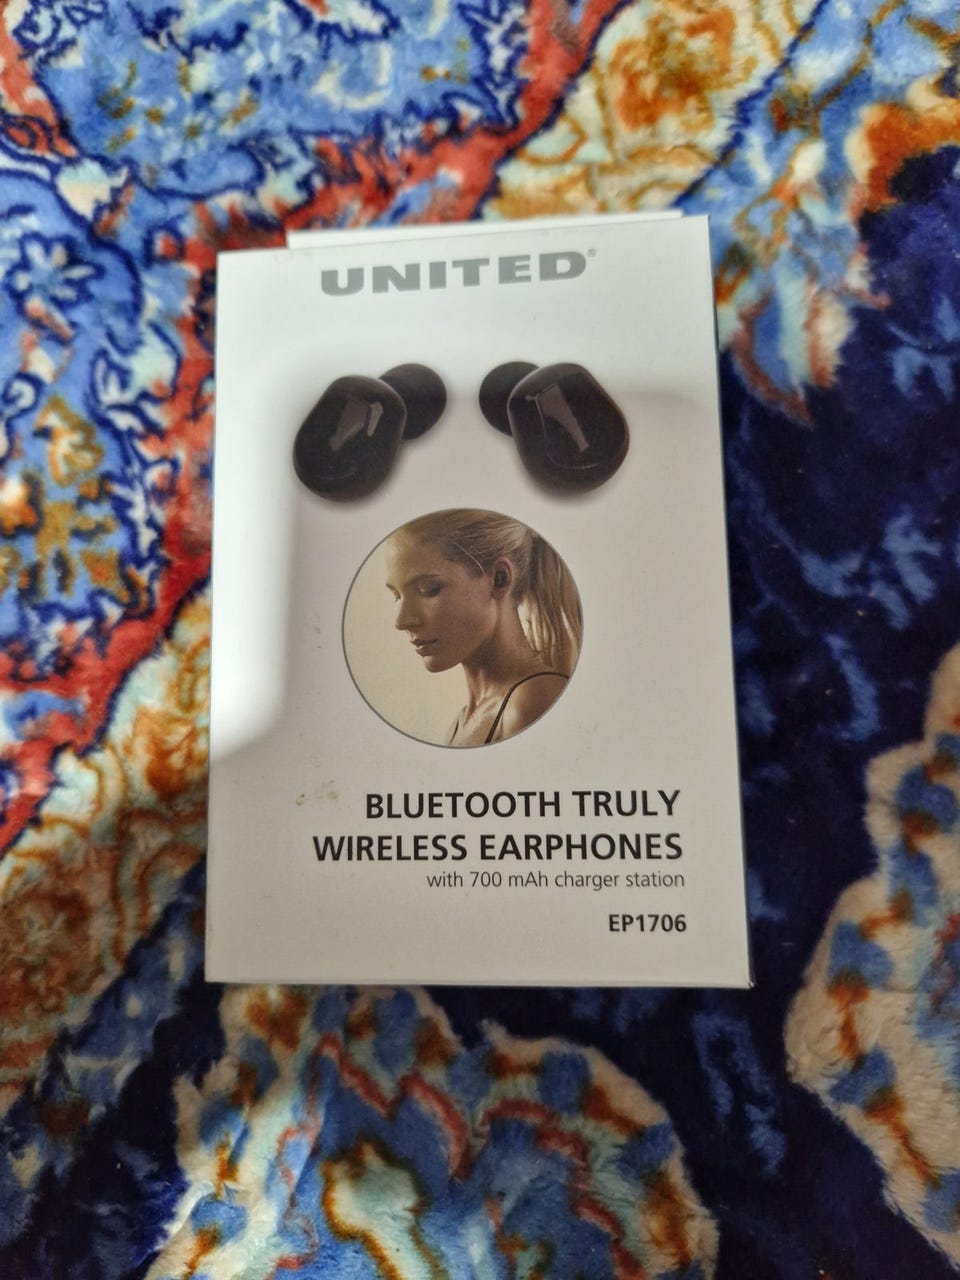 UNITED®
BLUETOOTH TRULY
WIRELESS EARPHONES
with 700 mAh charger station
EP1706